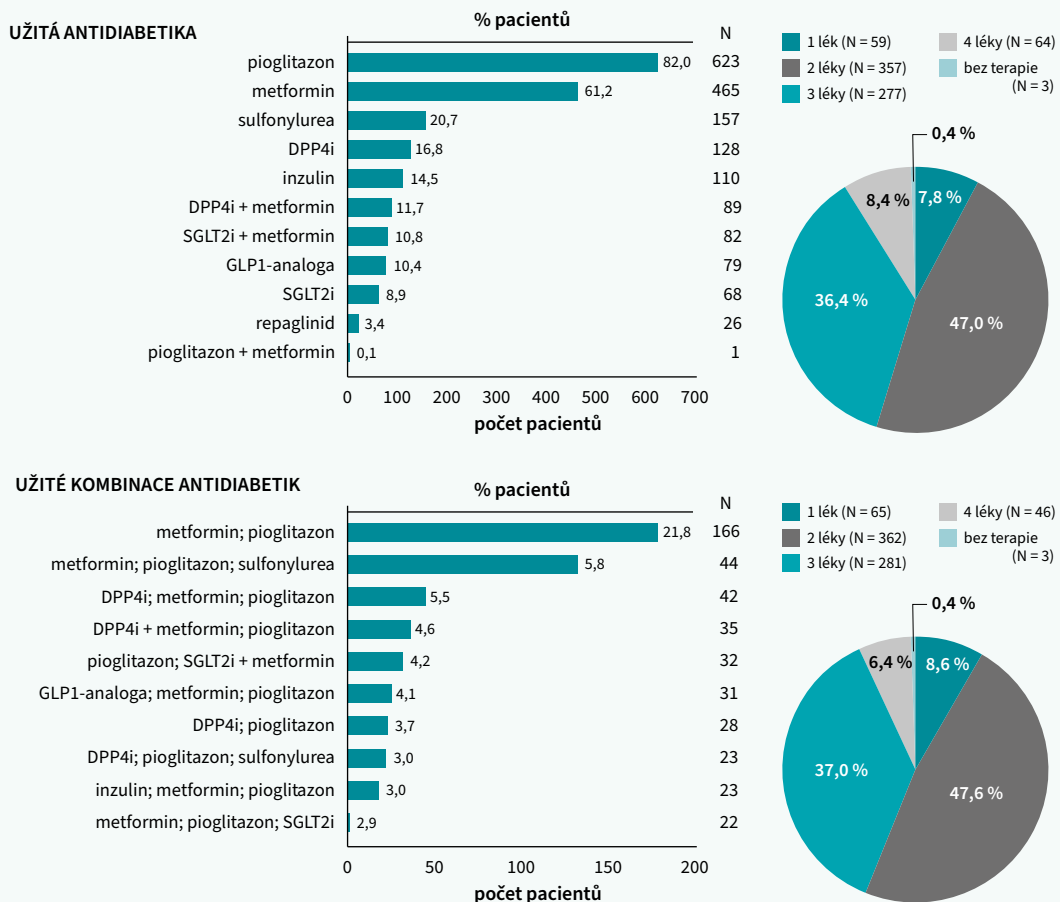 UŽITÁ ANTIDIABETIKA
% pacientů
N
pioglitazon 82,0 623
metformin 61,2 465
sulfonylurea 20,7 157
DPP4i 16,8 128
inzulin 14,5 110
DPP4i + metformin 11,7 89
SGLT2i + metformin 10,8 82
GLP1-analoga 10,4 79
SGLT2i 8,9 68
repaglinid 3,4 26
pioglitazon + metformin 0,1 1
0 100 200 300 400 500 600 700
počet pacientů
1 lék (N = 59)
2 léky (N = 357)
3 léky (N = 277)
4 léky (N = 64)
bez terapie
(N = 3)
0,4 %
8,4 %
7,8 %
36,4 %
47,0 %
UŽITÉ KOMBINACE ANTIDIABETIK
% pacientů
N
metformin; pioglitazon 21,8 166
metformin; pioglitazon; sulfonylurea 5,8 44
DPP4i; metformin; pioglitazon 5,5 42
DPP4i + metformin; pioglitazon 4,6 35
pioglitazon; SGLT2i + metformin 4,2 32
GLP1-analoga; metformin; pioglitazon 4,1 31
DPP4i; pioglitazon 3,7 28
DPP4i; pioglitazon; sulfonylurea 3,0 23
inzulin; metformin; pioglitazon 3,0 23
metformin; pioglitazon; SGLT2i 2,9 22
0 50 100 150 200
počet pacientů
1 lék (N = 65)
2 léky (N = 362)
3 léky (N = 281)
4 léky (N = 46)
bez terapie
(N = 3)
0,4 %
6,4 %
8,6 %
37,0 %
47,6 %